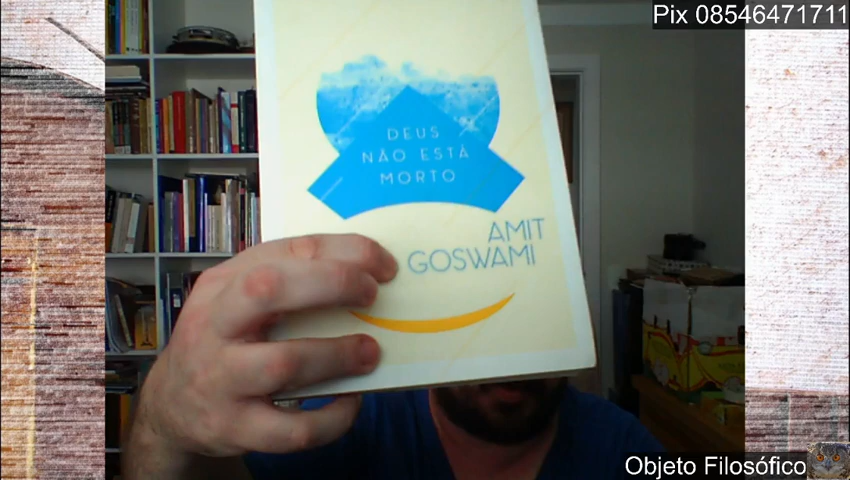 Pix 08546471711
DEUS
NÃO ESTÁ
MORTO
AMIT
GOSWAMI
Objeto Filosófico